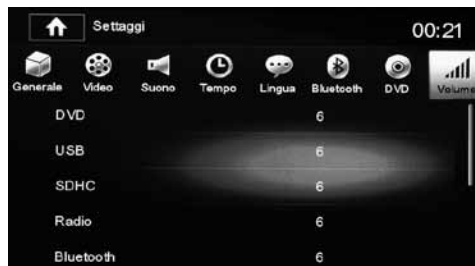 Settaggi 00:21
Generale Video Suono Tempo Lingua Bluetooth DVD Volume
DVD 6
USB 6
SDHC 6
Radio 6
Bluetooth 6